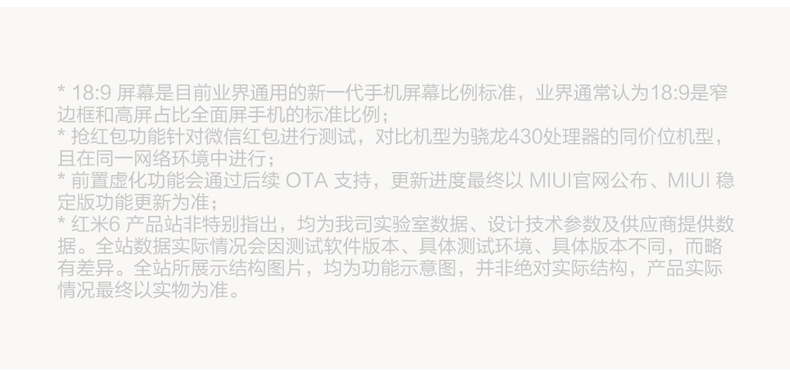 * 18:9 屏幕是目前业界通用的新一代手机屏幕比例标准，业界通常认为18:9是窄
边框和高屏占比全面屏手机的标准比例；
* 抢红包功能针对微信红包进行测试，对比机型为骁龙430处理器的同价位机型，
且在同一网络环境中进行；
* 前置虚化功能会通过后续 OTA 支持，更新进度最终以 MIUI官网公布、MIUI 稳
定版功能更新为准；
* 红米6 产品站非特别指出，均为我司实验室数据、设计技术参数及供应商提供数
据。全站数据实际情况会因测试软件版本、具体测试环境、具体版本不同，而略
有差异。全站所展示结构图片，均为功能示意图，并非绝对实际结构，产品实际
情况最终以实物为准。